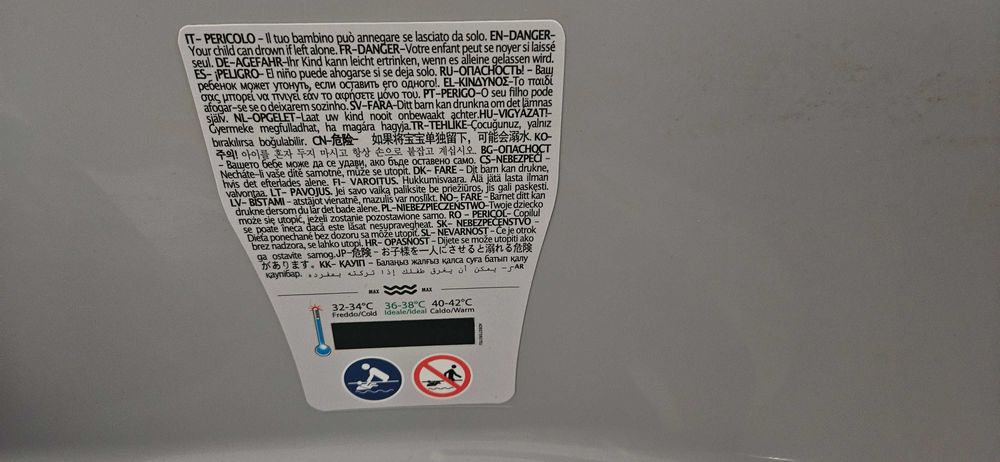 IT- PERICOLO - Il tuo bambino può annegare se lasciato da solo. EN-DANGER-
Your child can drown if left alone. FR-DANGER-Votre enfant peut se noyer si laissé
seul. DE-AGEFAHR-Ihr Kind kann leicht ertrinken, wenn es alleine gelassen wird.
ES- ¡PELIGRO- El niño puede ahogarse si se deja solo. RU-ОПАСНОСТЬ! - Ваш
ребенок может утонуть, если оставить его одного!. EL-ΚΙΝΔΥΝΟΣ-Το παιδί
σας μπορεί να πνιγεί εάν το αφήσετε μόνο του. PT-PERIGO-O seu filho pode
afogar-se se o deixarem sozinho. SV-FARA-Ditt barn kan drunkna om det lämnas
själv. NL-OPGELET-Laat uw kind nooit onbewaakt achter. HU-VIGYÁZAT!-
Gyermeke megfulladhat, ha magára hagyja. TR-TEHLİKE-Çocuğunuz, yalnız
bırakılırsa boğulabilir. CN-危险- 如果将宝宝单独留下，可能会溺水. KO-
주의! 아이를 혼자 두지 마시고 항상 손으로 붙잡고 계십시오. BG-ОПАСНОСТ
- Вашето бебе може да се удави, ако бъде оставено само. CS-NEBEZPEČÍ -
Necháte-li vaše dítě samotné, může se utopit. DK- FARE - Dit barn kan drukne,
hvis det efterlades alene. FI- VAROITUS. Hukkumisvaara. Älä jätä lasta ilman
valvontaa. LT- PAVOJUS. Jei savo vaiką paliksite be priežiūros, jis gali paskęsti.
LV- BĪSTAMI - atstājot vienatnē, mazulis var noslīkt. NO- FARE - Barnet ditt kan
drukne dersom du lar det bade alene. PL-NIEBEZPIECZEŃSTWO-Twoje dziecko
może się utopić, jeżeli zostanie pozostawione samo. RO - PERICOL- Copilul
se poate îneca dacă este lăsat nesupravegheat. SK- NEBEZPEČENSTVO -
Dieťa ponechané bez dozoru sa môže utopiť. SL- NEVARNOST - Če je otrok
brez nadzora, se lahko utopi. HR- OPASNOST - Dijete se može utopiti ako
ga ostavite samog. JP-危険 - お子様を一人にさせると溺れる危険
があります。KK- ҚАУІП - Балаңыз жалғыз қалса суға батып қалу
қаупі бар. AR- يمكن أن يغرق طفلك إذا تركته بمفرده -
MAX MAX
32-34°C 36-38°C 40-42°C
Freddo/Cold Ideale/Ideal Caldo/Warm